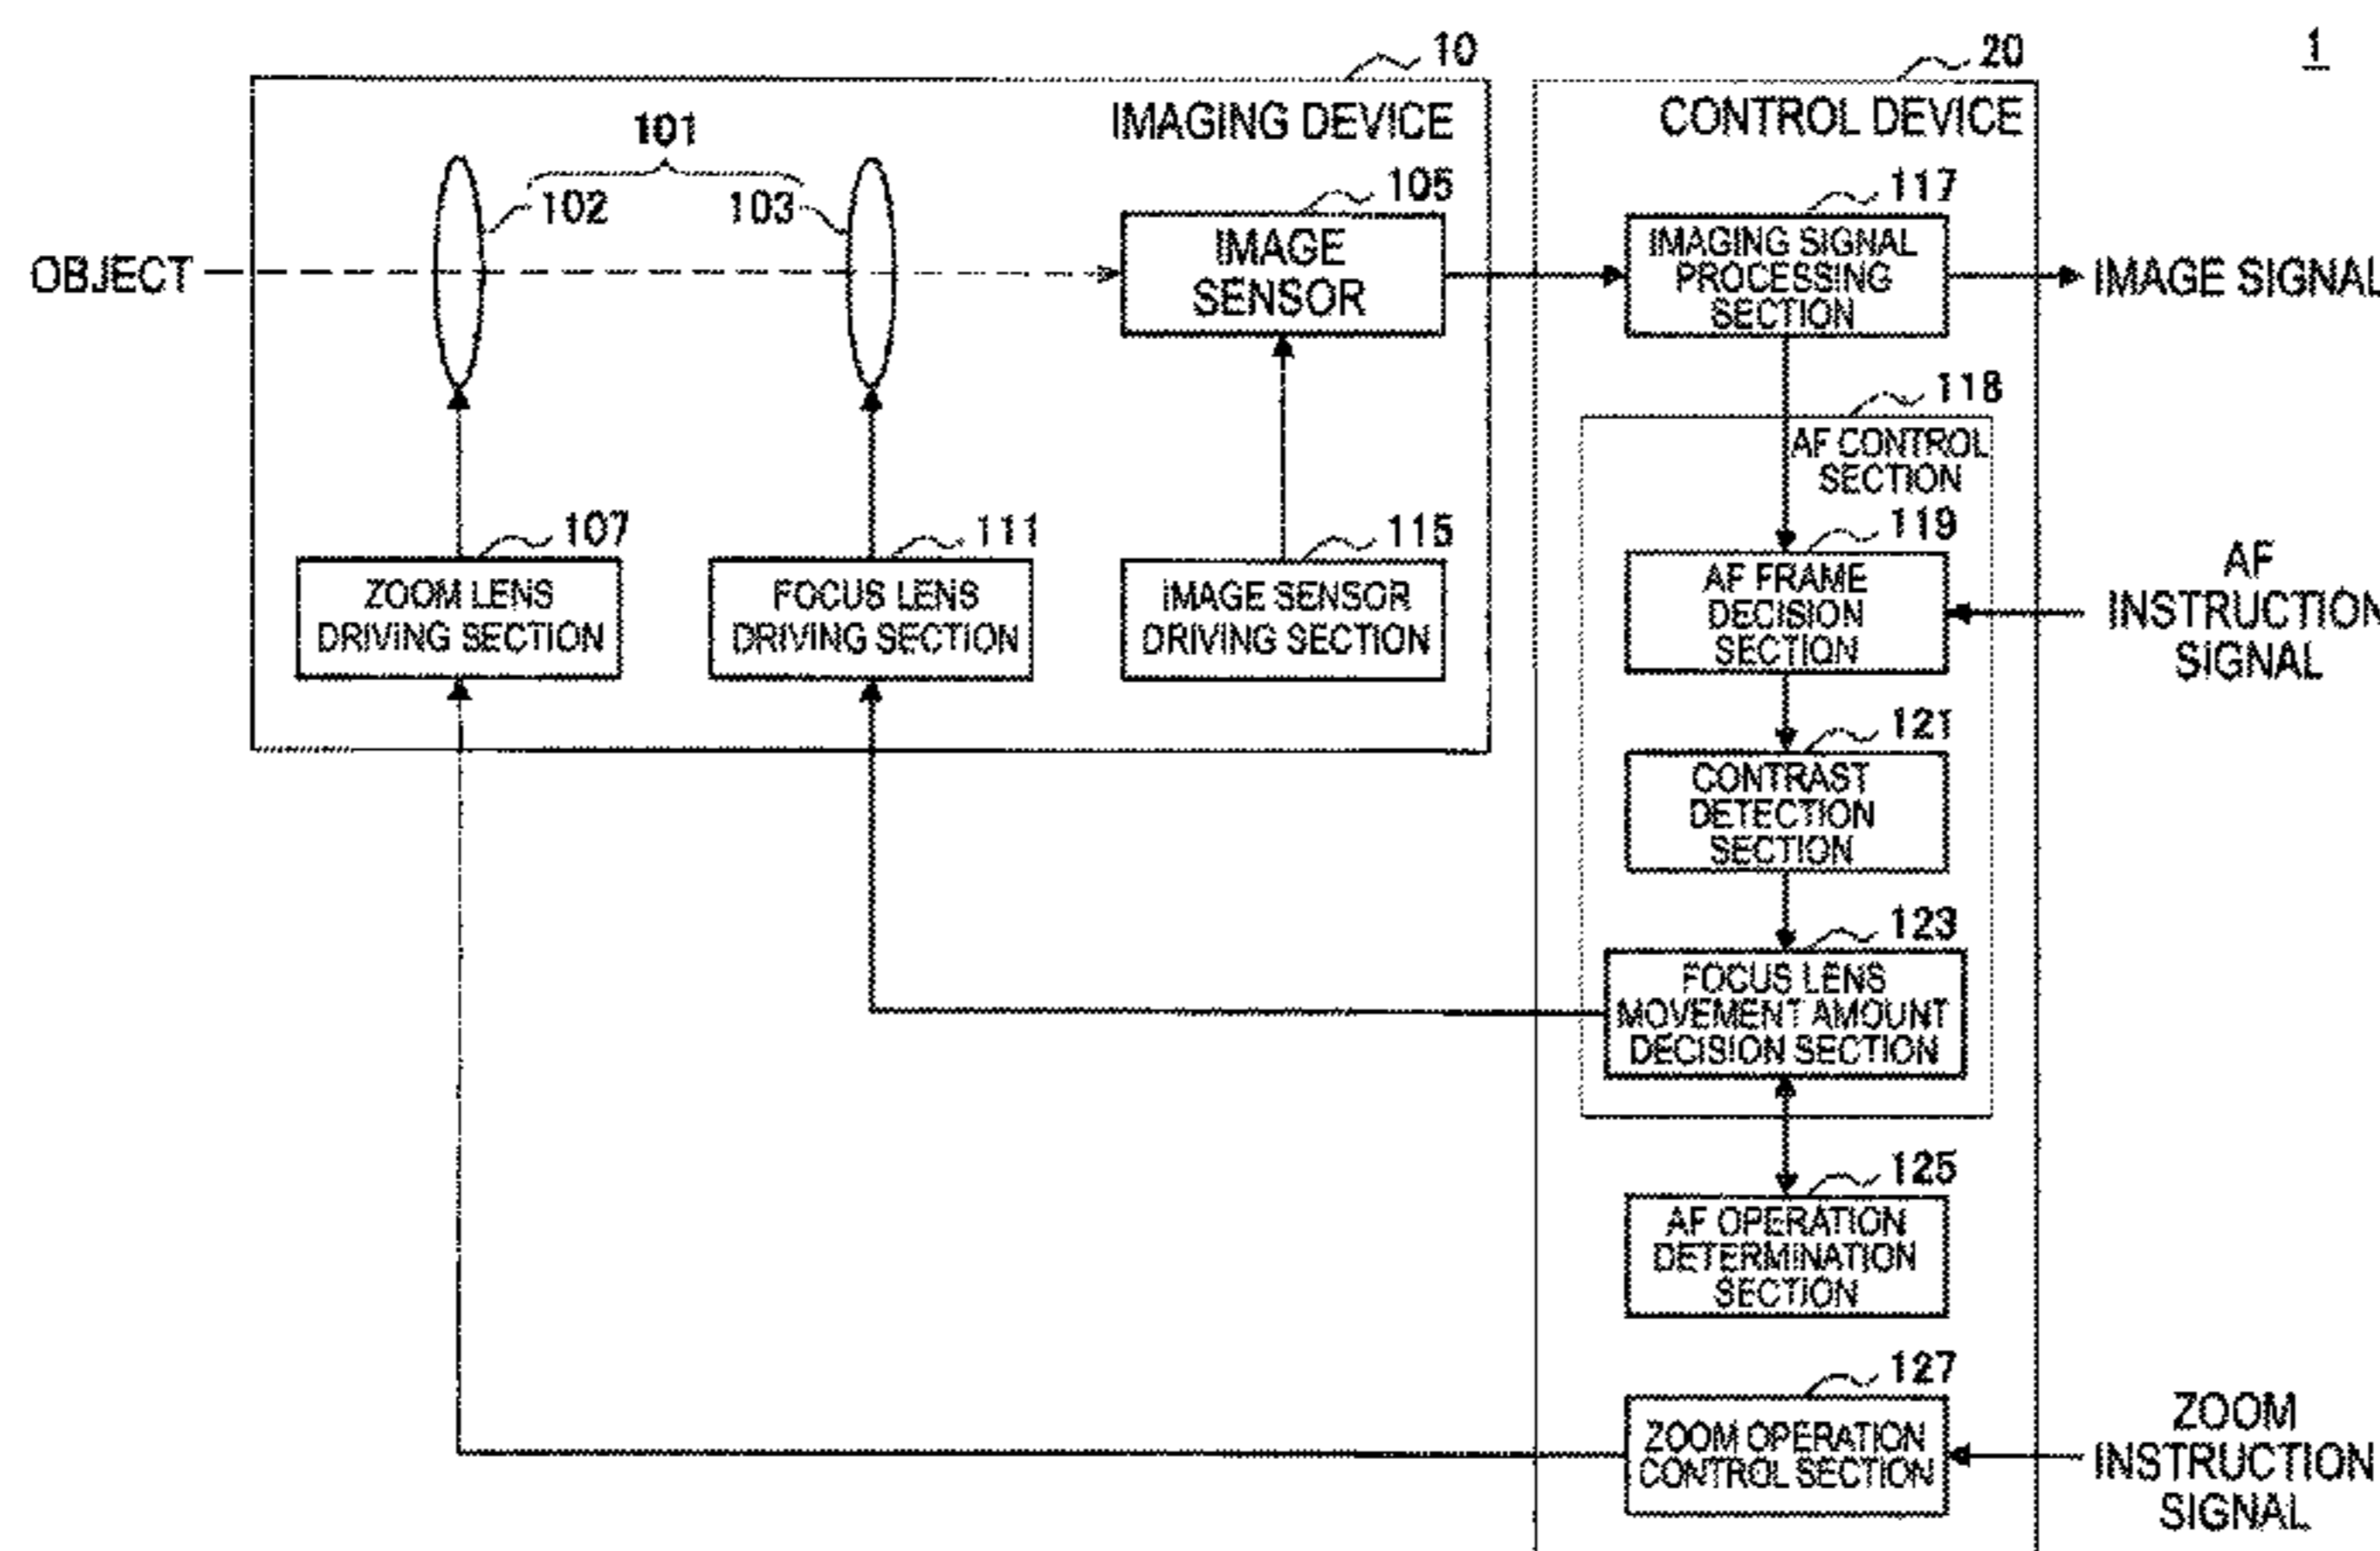 1
10
20
IMAGING DEVICE
CONTROL DEVICE
101
102
103
105
117
OBJECT
IMAGE
SENSOR
IMAGING SIGNAL
PROCESSING
SECTION
IMAGE SIGNAL
118
AF CONTROL
SECTION
107
111
115
119
ZOOM LENS
DRIVING SECTION
FOCUS LENS
DRIVING SECTION
IMAGE SENSOR
DRIVING SECTION
AF FRAME
DECISION
SECTION
AF
INSTRUCTION
SIGNAL
121
CONTRAST
DETECTION
SECTION
123
FOCUS LENS
MOVEMENT AMOUNT
DECISION SECTION
125
AF OPERATION
DETERMINATION
SECTION
127
ZOOM OPERATION
CONTROL SECTION
ZOOM
INSTRUCTION
SIGNAL